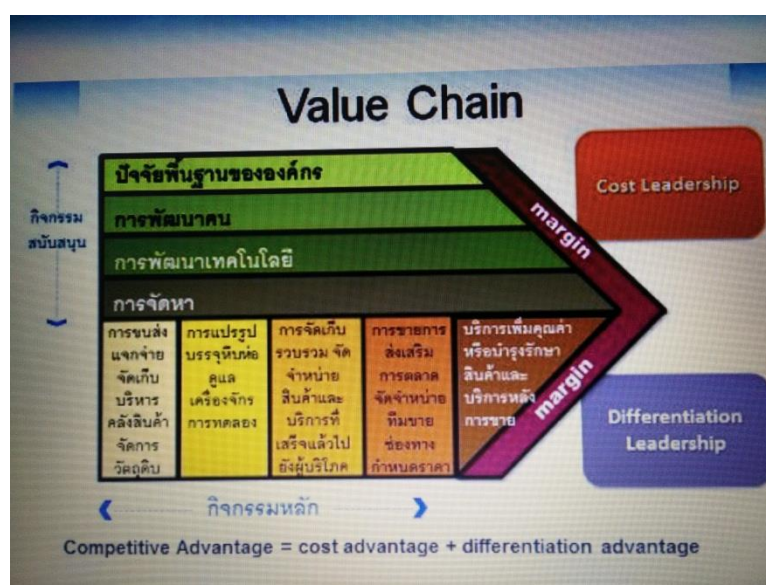 Value Chain
กิจกรรม
สนับสนุน
ปัจจัยพื้นฐานขององค์กร
การพัฒนาคน
การพัฒนาเทคโนโลยี
การจัดหา
margin
Cost Leadership
การขนส่ง
แจกจ่าย
จัดเก็บ
บริหาร
คลังสินค้า
จัดการ
วัตถุดิบ
การแปรรูป
บรรจุหีบห่อ
ดูแล
เครื่องจักร
การทดลอง
การจัดเก็บ
รวบรวม จัด
จำหน่าย
สินค้าและ
บริการที่
เสร็จแล้วไป
ยังผู้บริโภค
การขายการ
ส่งเสริม
การตลาด
จัดจำหน่าย
ทีมขาย
ช่องทาง
กำหนดราคา
บริการเพิ่มคุณค่า
หรือบำรุงรักษา
สินค้าและ
บริการหลัง
การขาย
margin
Differentiation
Leadership
กิจกรรมหลัก
Competitive Advantage = cost advantage + differentiation advantage